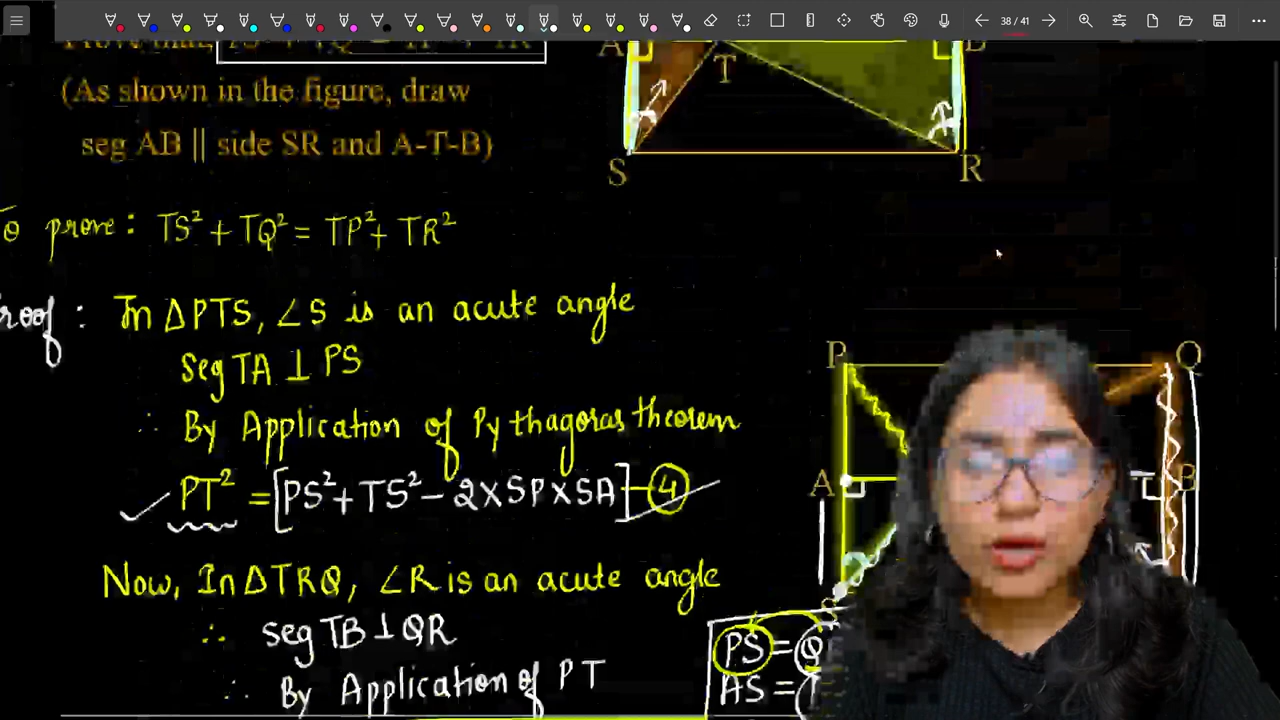 38 / 41
(As shown in the figure, draw
seg AB || side SR and A-T-B)
A
T
B
S
R
To prove: TS² + TQ² = TP² + TR²
Proof: In ΔPTS, ∠S is an acute angle
seg TA ⊥ PS
∴ By Application of Pythagoras theorem
PT² = [PS² + TS² - 2×SP×SA] - 4
Now, In ΔTRQ, ∠R is an acute angle
∴ seg TB ⊥ QR
∴ By Application of PT
P
Q
A
B
PS = Q
AS =